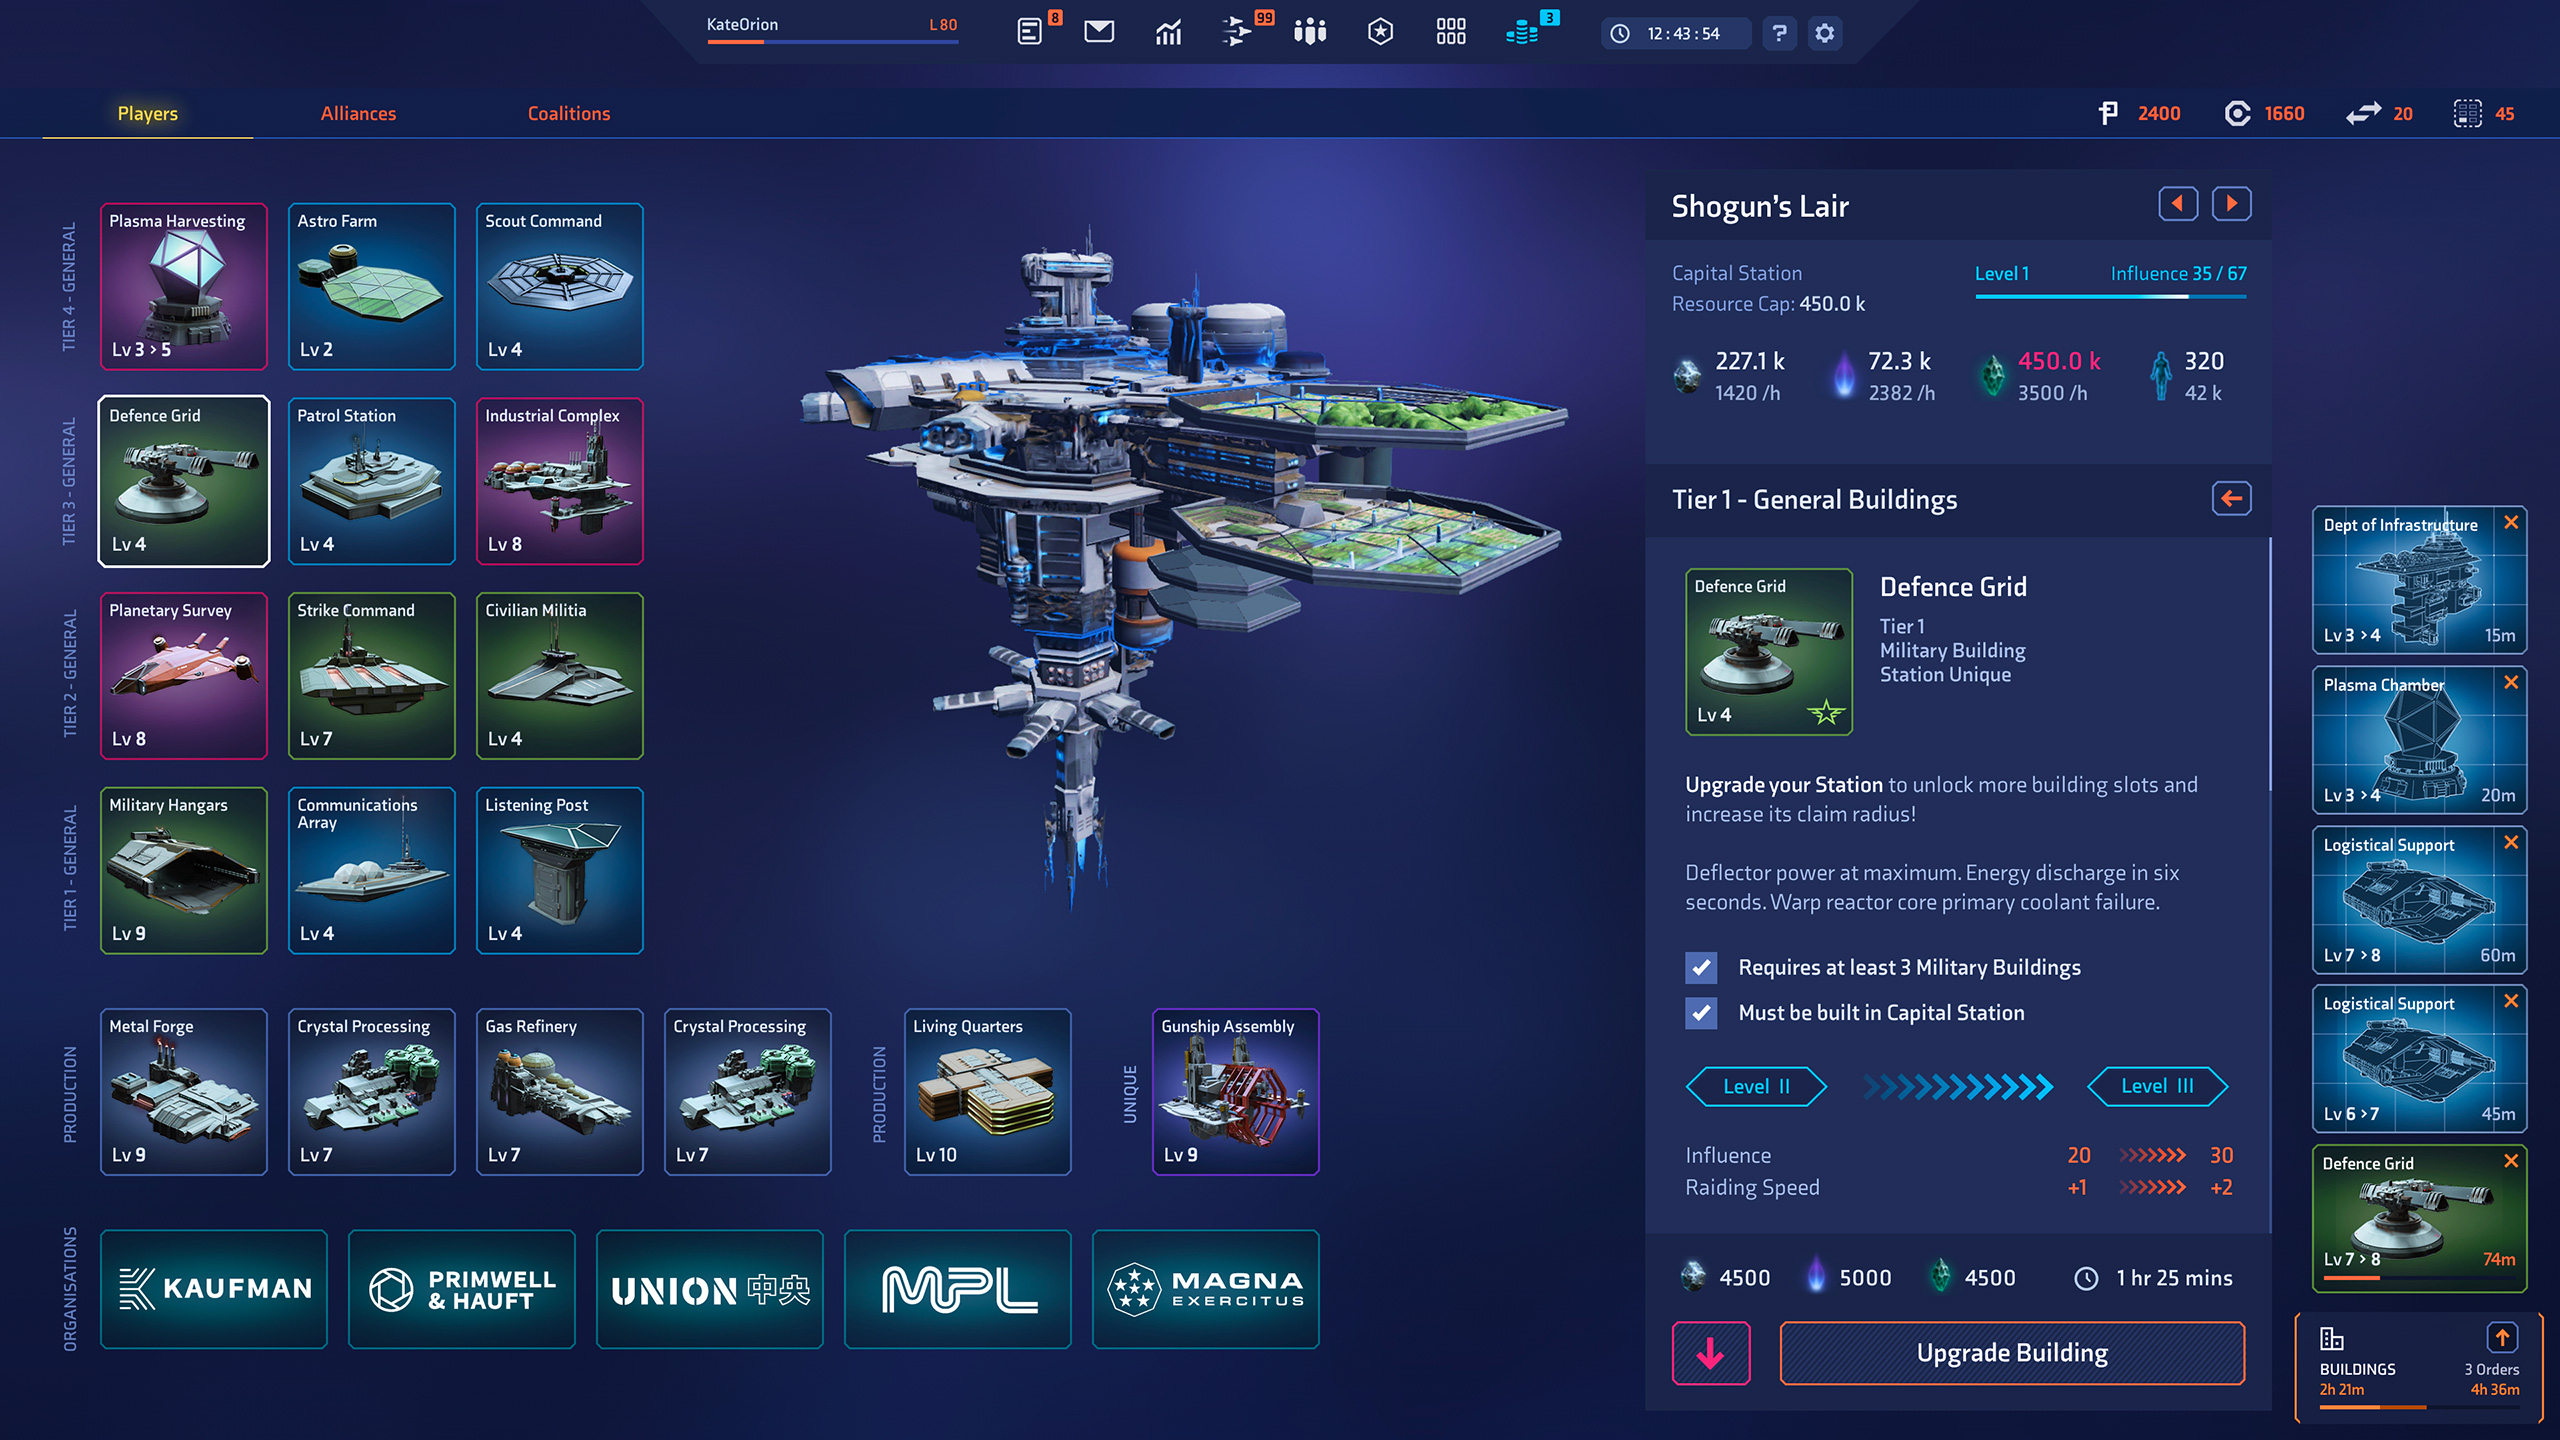 KateOrion
L 80
8
99
3
12 : 43 : 54
?
Players
Alliances
Coalitions
2400
1660
20
45
TIER 4 - GENERAL
Plasma Harvesting
Lv 3 > 5
Astro Farm
Lv 2
Scout Command
Lv 4
TIER 3 - GENERAL
Defence Grid
Lv 4
Patrol Station
Lv 4
Industrial Complex
Lv 8
TIER 2 - GENERAL
Planetary Survey
Lv 8
Strike Command
Lv 7
Civilian Militia
Lv 4
TIER 1 - GENERAL
Military Hangars
Lv 9
Communications
Array
Lv 4
Listening Post
Lv 4
PRODUCTION
Metal Forge
Lv 9
Crystal Processing
Lv 7
Gas Refinery
Lv 7
Crystal Processing
Lv 7
PRODUCTION
Living Quarters
Lv 10
UNIQUE
Gunship Assembly
Lv 9
ORGANISATIONS
KAUFMAN
PRIMWELL
& HAUFT
UNION 中央
MPL
MAGNA
EXERCITUS
Shogun's Lair
Capital Station
Resource Cap: 450.0 k
Level 1
Influence 35 / 67
227.1 k
1420 /h
72.3 k
2382 /h
450.0 k
3500 /h
320
42 k
Tier 1 - General Buildings
Defence Grid
Lv 4
Defence Grid
Tier 1
Military Building
Station Unique
Upgrade your Station to unlock more building slots and
increase its claim radius!
Deflector power at maximum. Energy discharge in six
seconds. Warp reactor core primary coolant failure.
Requires at least 3 Military Buildings
Must be built in Capital Station
Level II
Level III
Influence
20
30
Raiding Speed
+1
+2
4500
5000
4500
1 hr 25 mins
Upgrade Building
Dept of Infrastructure
Lv 3 > 4
15m
Plasma Chamber
Lv 3 > 4
20m
Logistical Support
Lv 7 > 8
60m
Logistical Support
Lv 6 > 7
45m
Defence Grid
Lv 7 > 8
74m
BUILDINGS
3 Orders
2h 21m
4h 36m